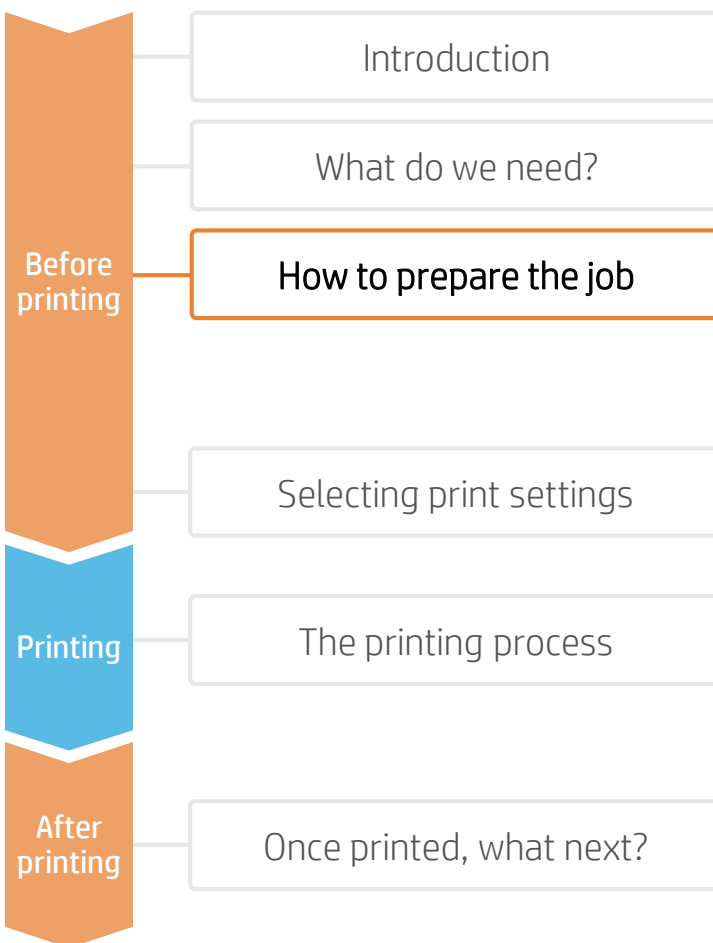 Introduction
What do we need?
Before
printing
How to prepare the job
Selecting print settings
Printing
The printing process
After
printing
Once printed, what next?